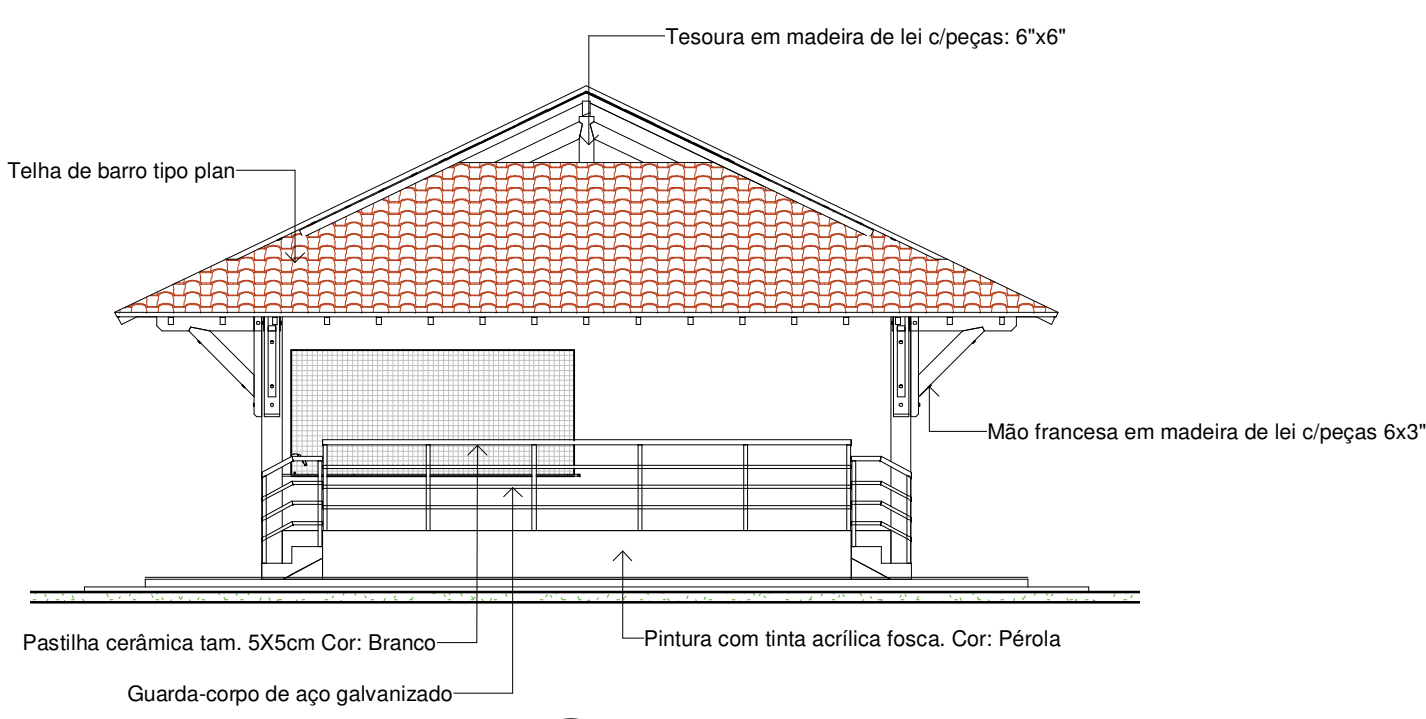 Tesoura em madeira de lei c/peças: 6"x6"
Telha de barro tipo plan
Mão francesa em madeira de lei c/peças 6x3"
Pastilha cerâmica tam. 5X5cm Cor: Branco
Pintura com tinta acrílica fosca. Cor: Pérola
Guarda-corpo de aço galvanizado